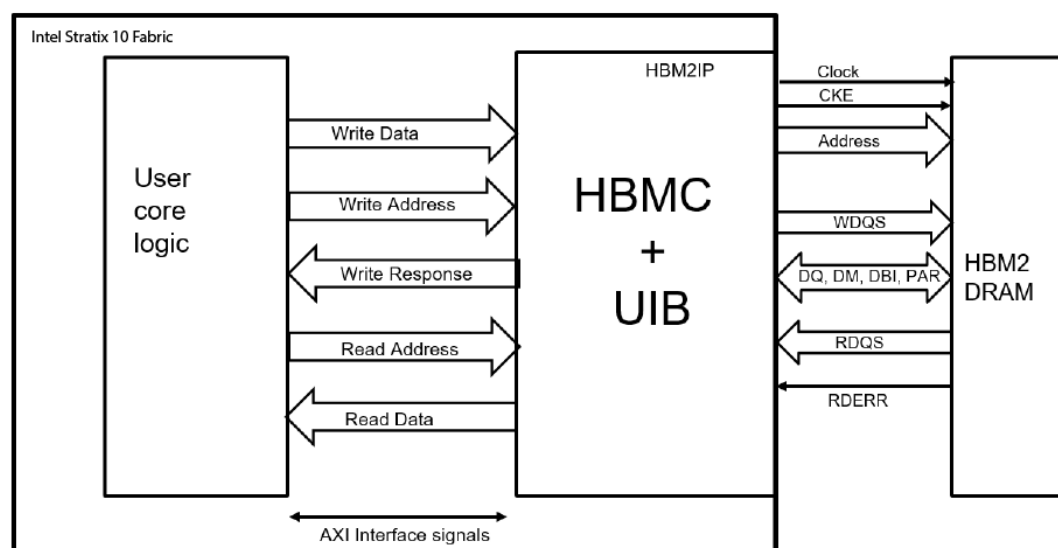 Intel Stratix 10 Fabric
User
core
logic
Write Data
Write Address
Write Response
Read Address
Read Data
AXI Interface signals
HBM2IP
HBMC
+
UIB
Clock
CKE
Address
WDQS
DQ, DM, DBI, PAR
RDQS
RDERR
HBM2
DRAM